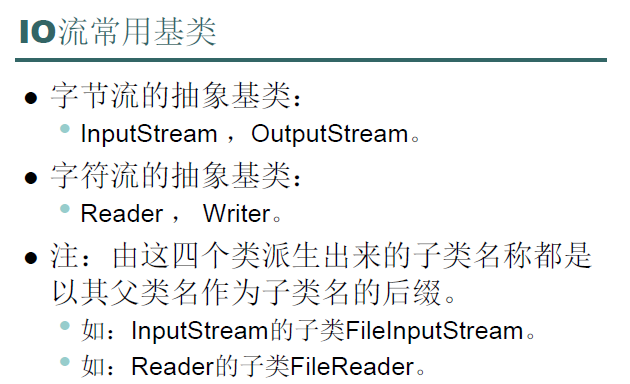 IO流常用基类
字节流的抽象基类：
InputStream ，OutputStream。
字符流的抽象基类：
Reader ， Writer。
注：由这四个类派生出来的子类名称都是
以其父类名作为子类名的后缀。
如：InputStream的子类FileInputStream。
如：Reader的子类FileReader。